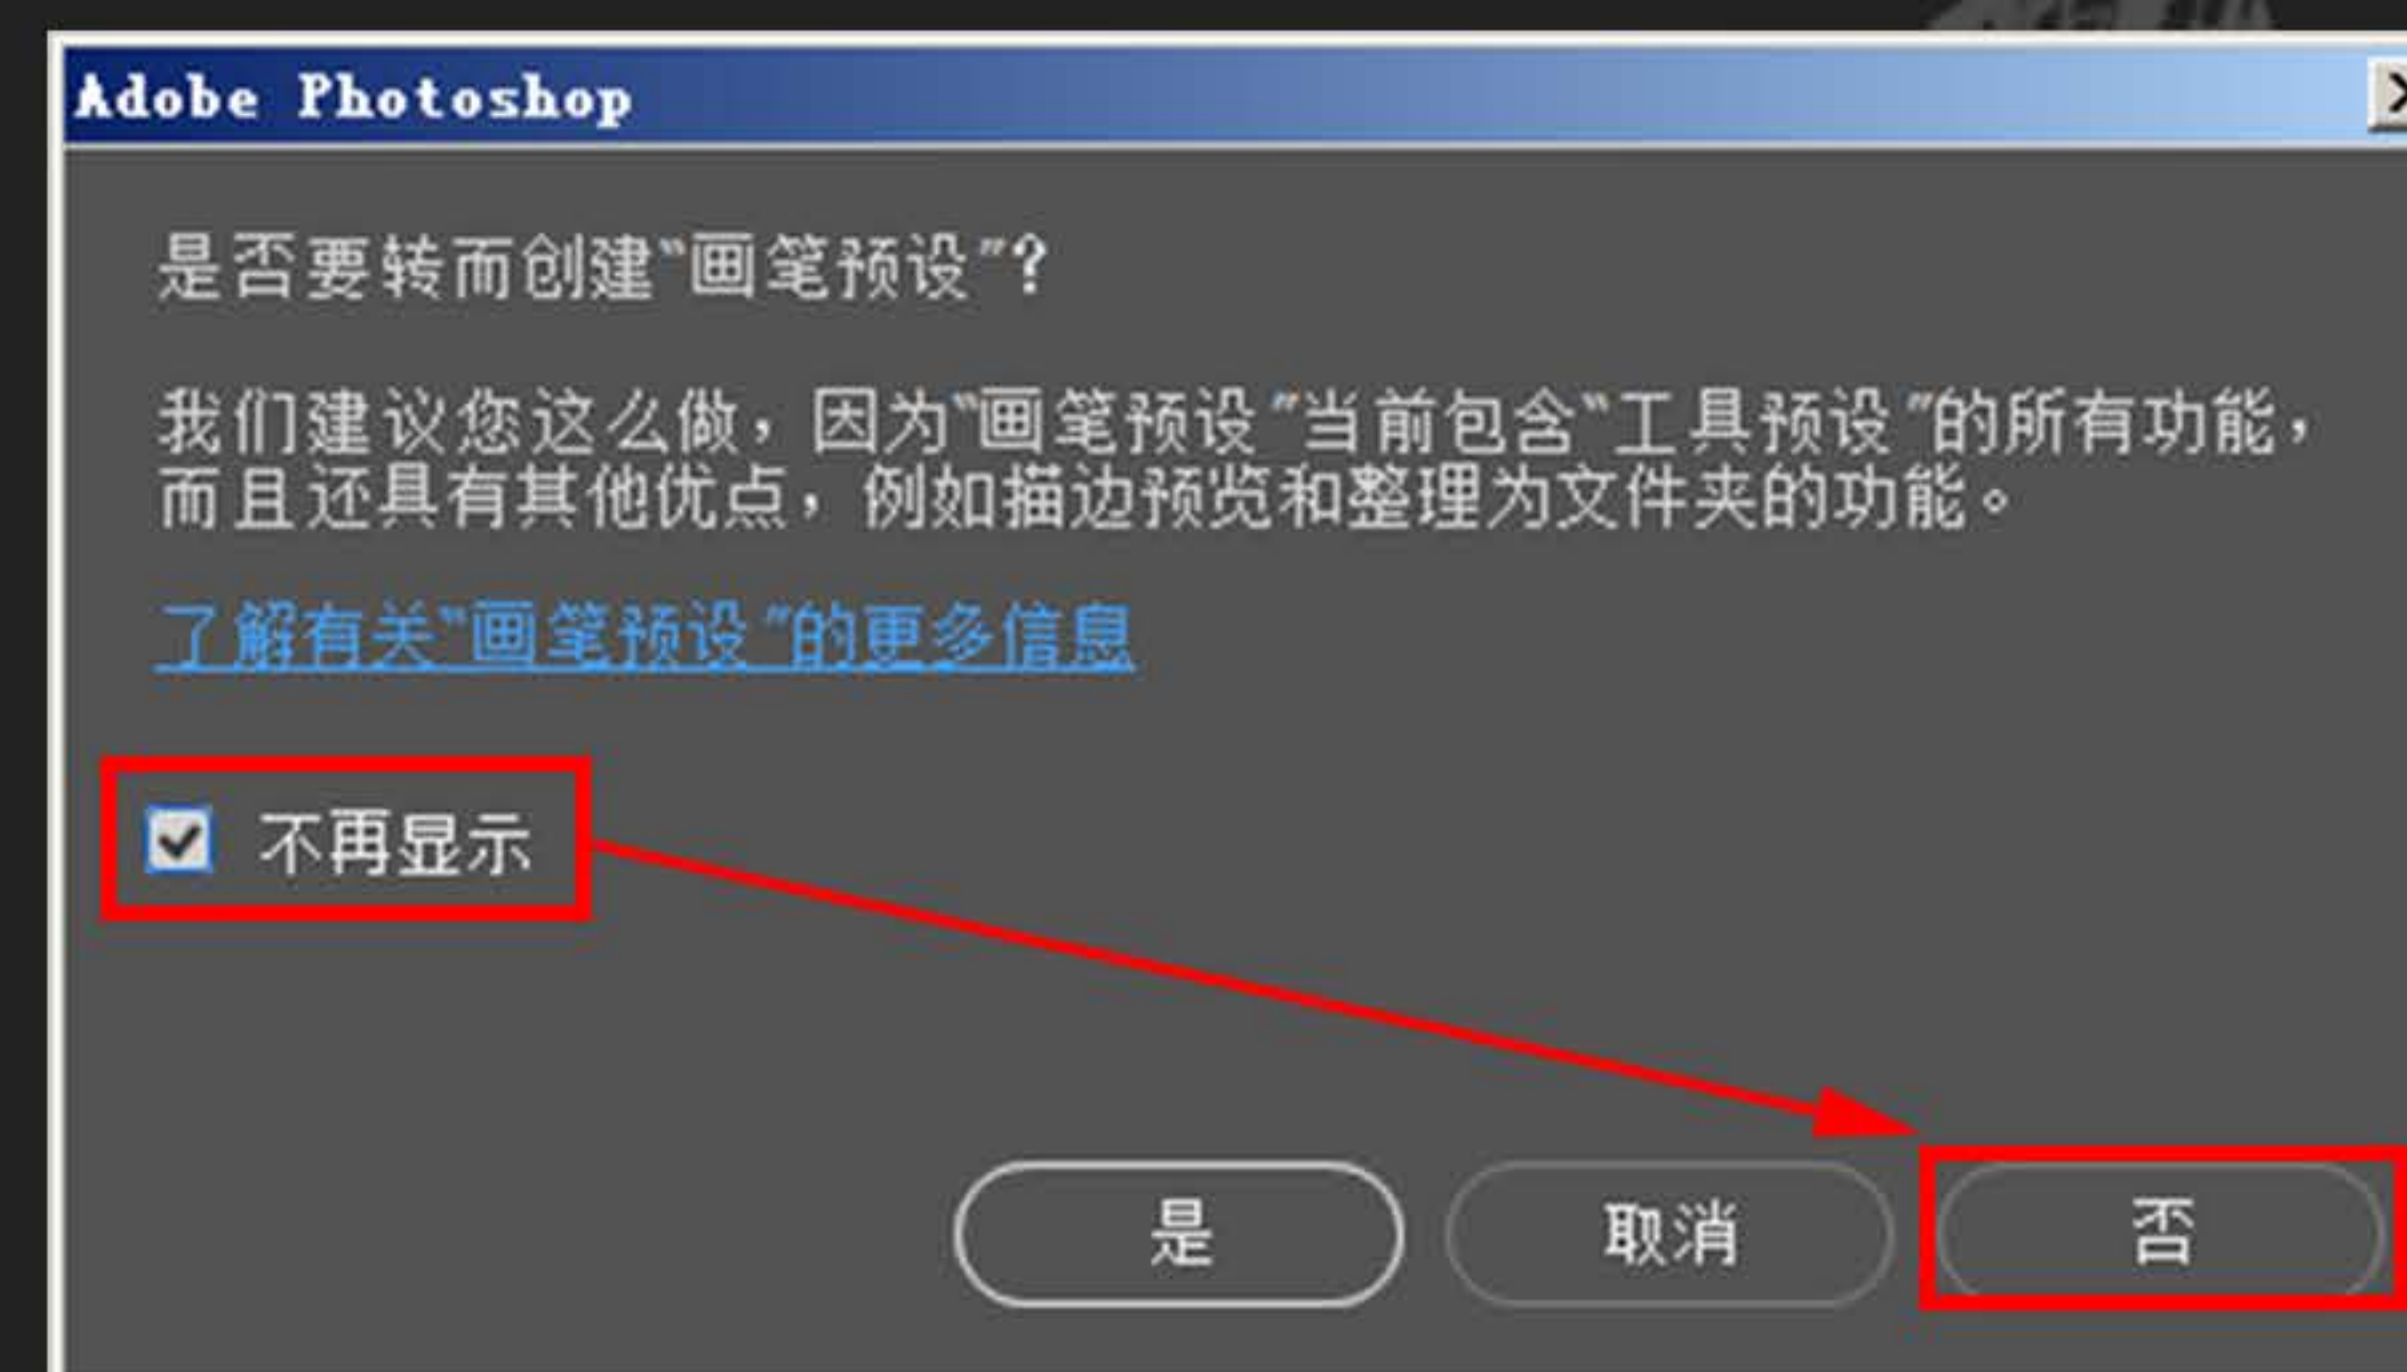 Adobe Photoshop
是否要转而创建“画笔预设”？
我们建议您这么做，因为“画笔预设”当前包含“工具预设”的所有功能，
而且还具有其他优点，例如描边预览和整理为文件夹的功能。
了解有关“画笔预设”的更多信息
不再显示
是 取消 否